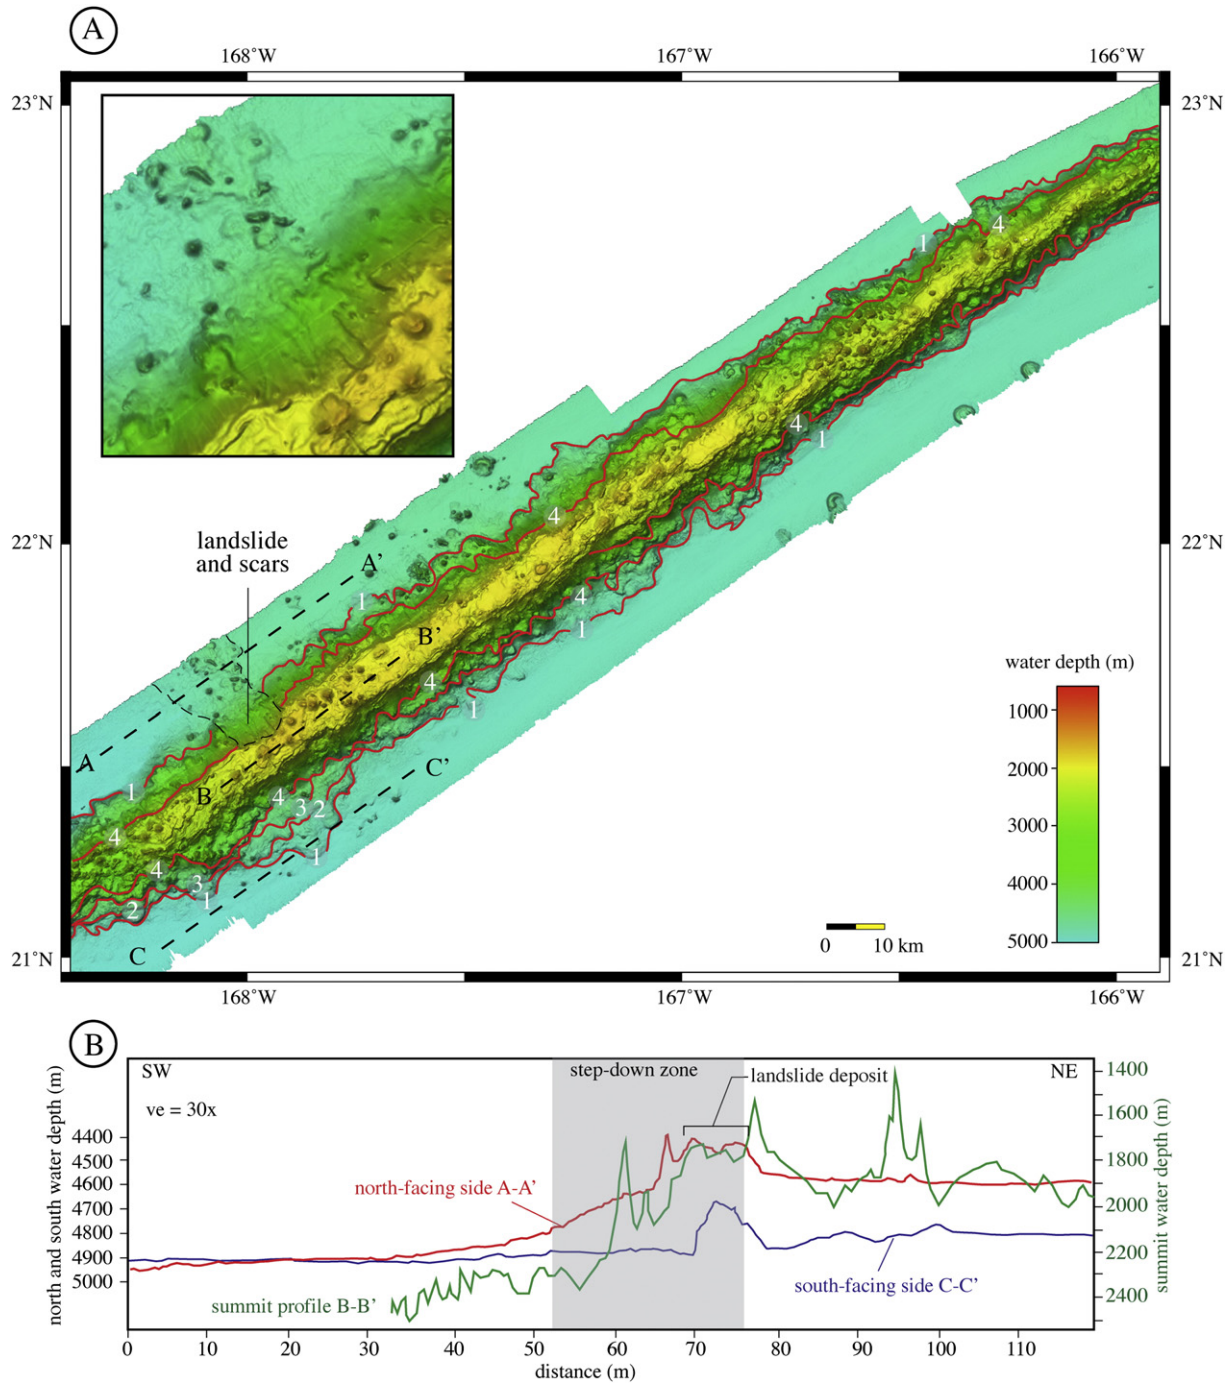 A
168°W 167°W 166°W
23°N 23°N
4
1
4
1
4
22°N 22°N
landslide
and scars
A'
1
4
1
B'
4
1
water depth (m)
1000
2000
3000
4000
5000
A
1
B
C'
4
3 2
4
1
4
3
1
2
C
0 10 km
21°N 21°N
168°W 167°W 166°W
B
SW
step-down zone
NE
landslide deposit
ve = 30x
north and south water depth (m)
4400
4500
4600
4700
4800
4900
5000
north-facing side A-A'
summit profile B-B'
south-facing side C-C'
1400
1600
1800
2000
2200
2400
summit water depth (m)
0 10 20 30 40 50 60 70 80 90 100 110
distance (m)